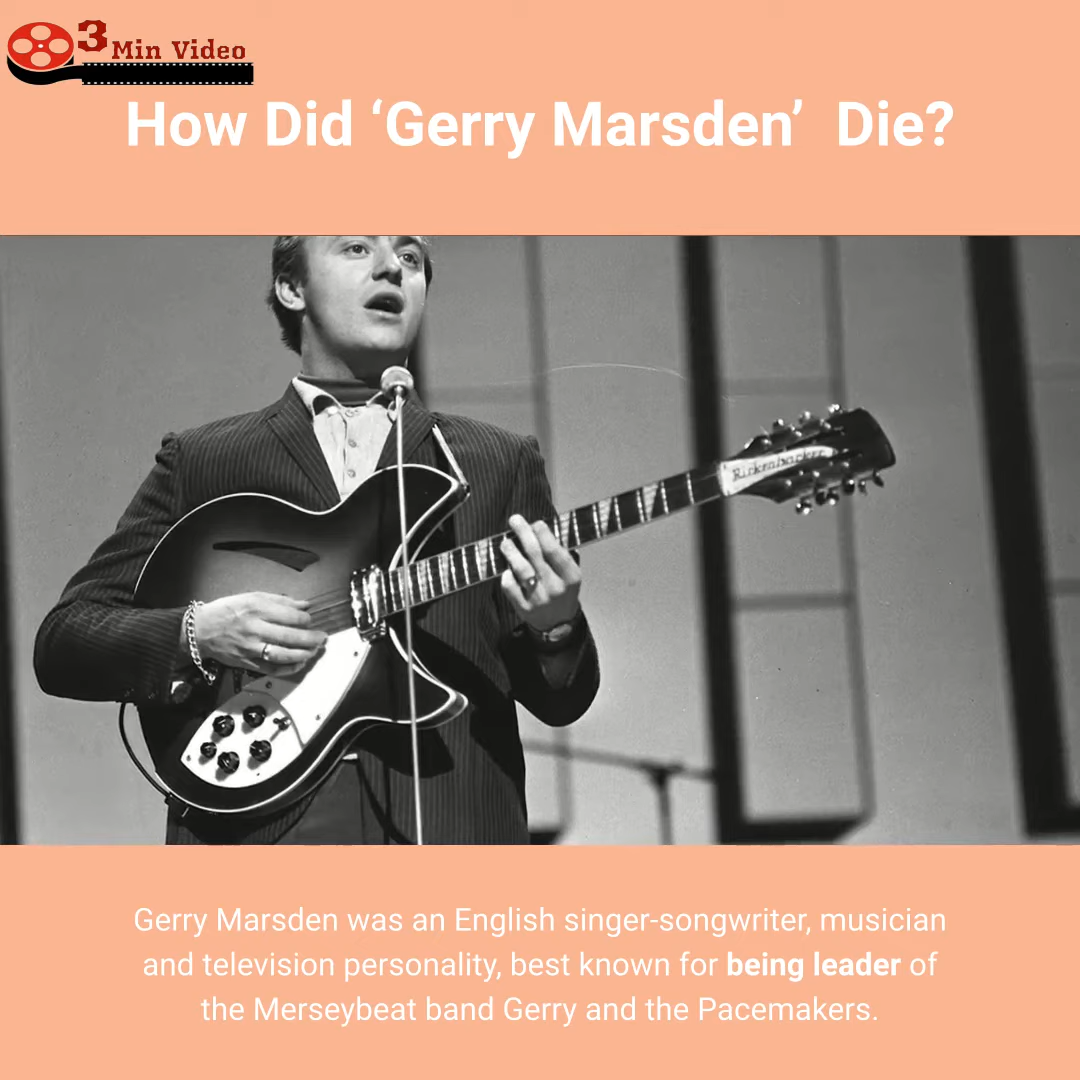 3 Min Video
How Did ‘Gerry Marsden’ Die?
Rickenbacker
Gerry Marsden was an English singer-songwriter, musician
and television personality, best known for being leader of
the Merseybeat band Gerry and the Pacemakers.